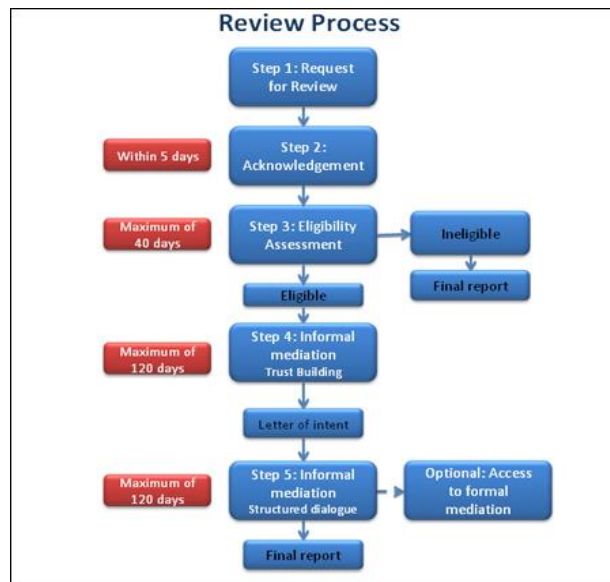 Review Process
Step 1: Request
for Review
Within 5 days
Step 2:
Acknowledgement
Maximum of
40 days
Step 3: Eligibility
Assessment
Ineligible
Final report
Eligible
Maximum of
120 days
Step 4: Informal
mediation
Trust Building
Letter of intent
Maximum of
120 days
Step 5: Informal
mediation
Structured dialogue
Optional: Access
to formal
mediation
Final report